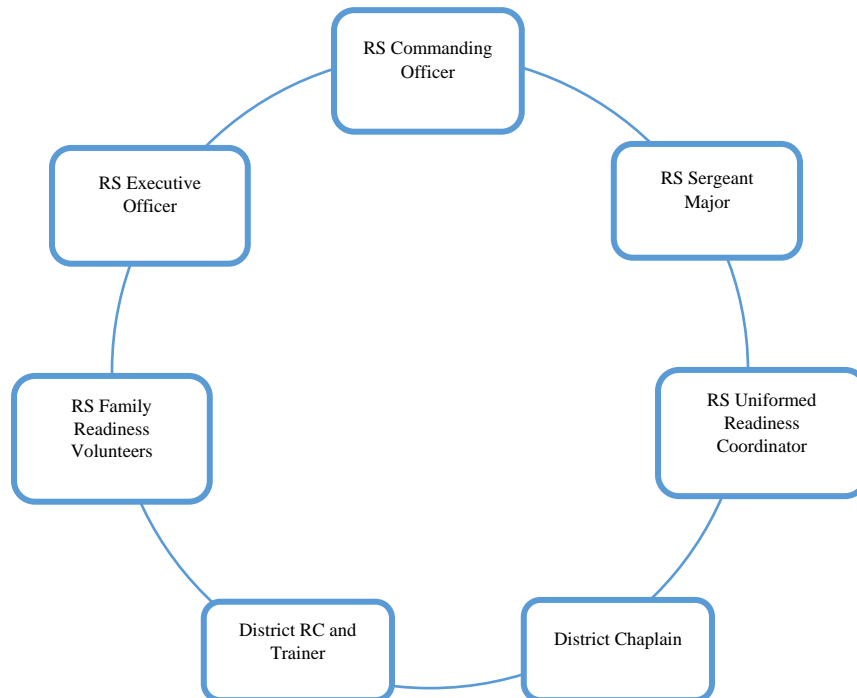 RS Commanding
Officer
RS Executive
Officer
RS Sergeant
Major
RS Family
Readiness
Volunteers
RS Uniformed
Readiness
Coordinator
District RC and
Trainer
District Chaplain